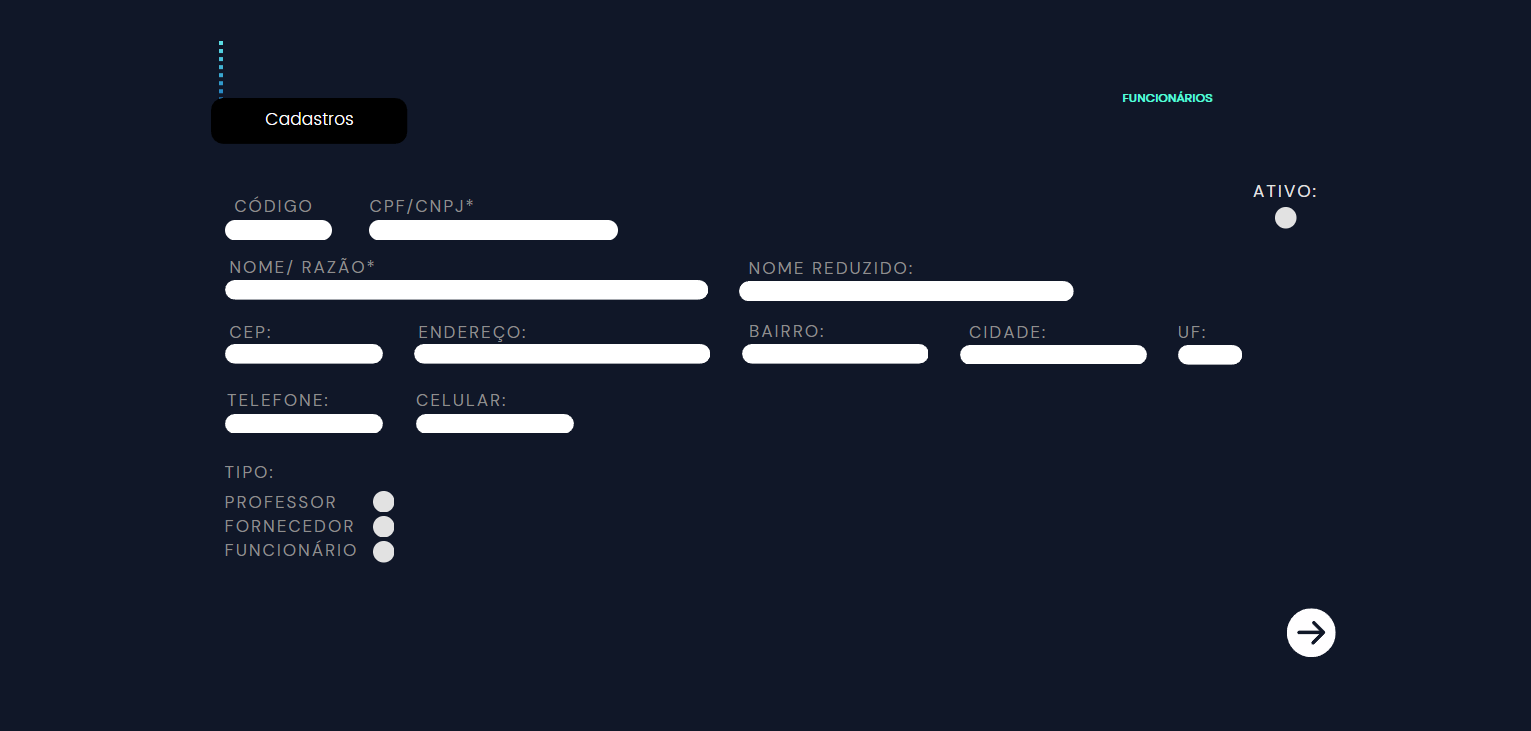 FUNCIONÁRIOS
Cadastros
ATIVO:
CÓDIGO CPF/CNPJ*
NOME/ RAZÃO* NOME REDUZIDO:
CEP: ENDEREÇO: BAIRRO: CIDADE: UF:
TELEFONE: CELULAR:
TIPO:
PROFESSOR
FORNECEDOR
FUNCIONÁRIO